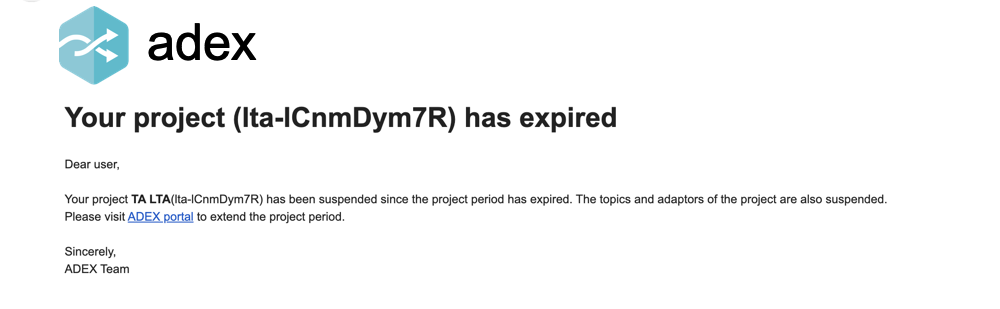 adex
Your project (lta-lCnmDym7R) has expired
Dear user,
Your project TA LTA(lta-lCnmDym7R) has been suspended since the project period has expired. The topics and adaptors of the project are also suspended.
Please visit ADEX portal to extend the project period.
Sincerely,
ADEX Team